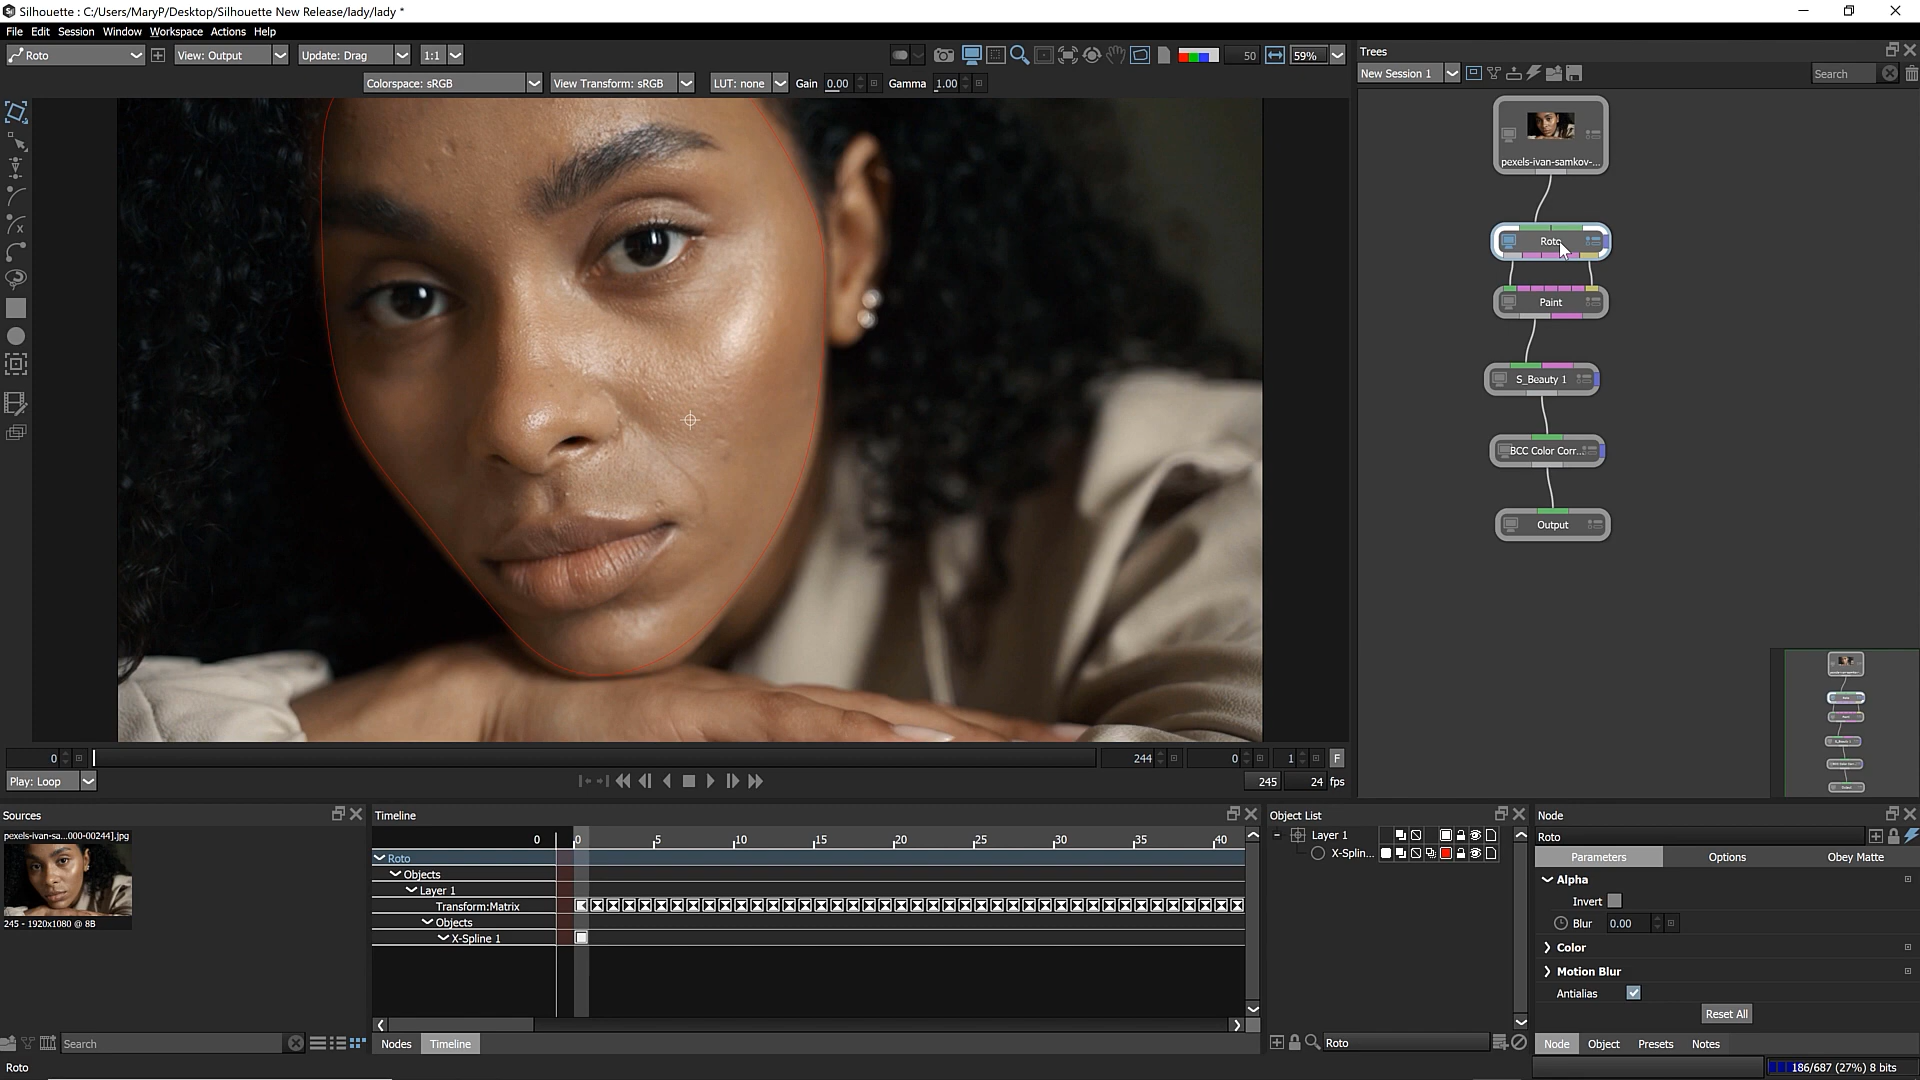 Silhouette : C:/Users/MaryP/Desktop/Silhouette New Release/lady/lady *
File Edit Session Window Workspace Actions Help
Roto View: Output Update: Drag 1:1 50 59%
Colorspace: sRGB View Transform: sRGB LUT: none Gain 0.00 Gamma 1.00
Trees
New Session 1 Search
pexels-ivan-samkov-...
Roto
Paint
S_Beauty 1
BCC Color Corr...
Output
0 244 0 1 F
Play: Loop 245 24 fps
Sources
pexels-ivan-sa...000-00244].jpg
245 - 1920x1080 @ 8B
Search
Timeline
0 0 5 10 15 20 25 30 35 40
Roto
Objects
Layer 1
Transform:Matrix
Objects
X-Spline 1
Nodes Timeline
Object List
Layer 1
X-Splin...
Roto
Node
Roto
Parameters Options Obey Matte
Alpha
Invert
Blur 0.00
Color
Motion Blur
Antialias
Reset All
Node Object Presets Notes
Roto
186/687 (27%) 8 bits